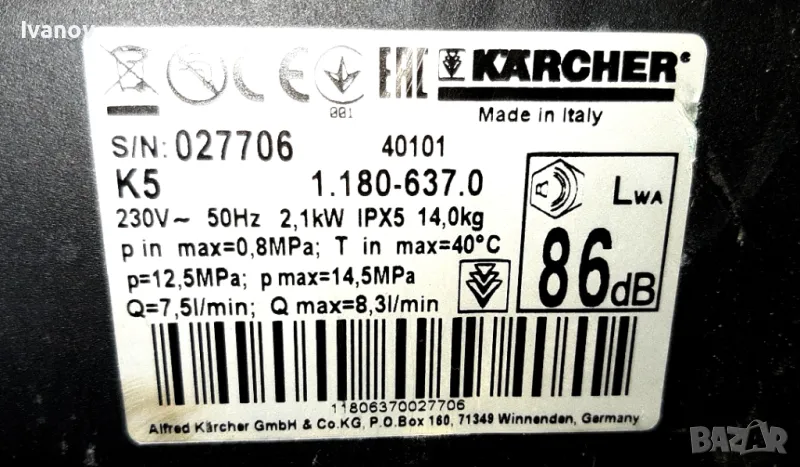 Ivanov
KÄRCHER
001
Made in Italy
S/N: 027706 40101
K5 1.180-637.0
230V~ 50Hz 2,1kW IPX5 14,0kg
p in max=0,8MPa; T in max=40°C
p=12,5MPa; p max=14,5MPa
Q=7,5l/min; Q max=8,3l/min
LWA
86dB
11806370027706
Alfred Kärcher GmbH & Co.KG, P.O.Box 160, 71349 Winnenden, Germany
BAZAR